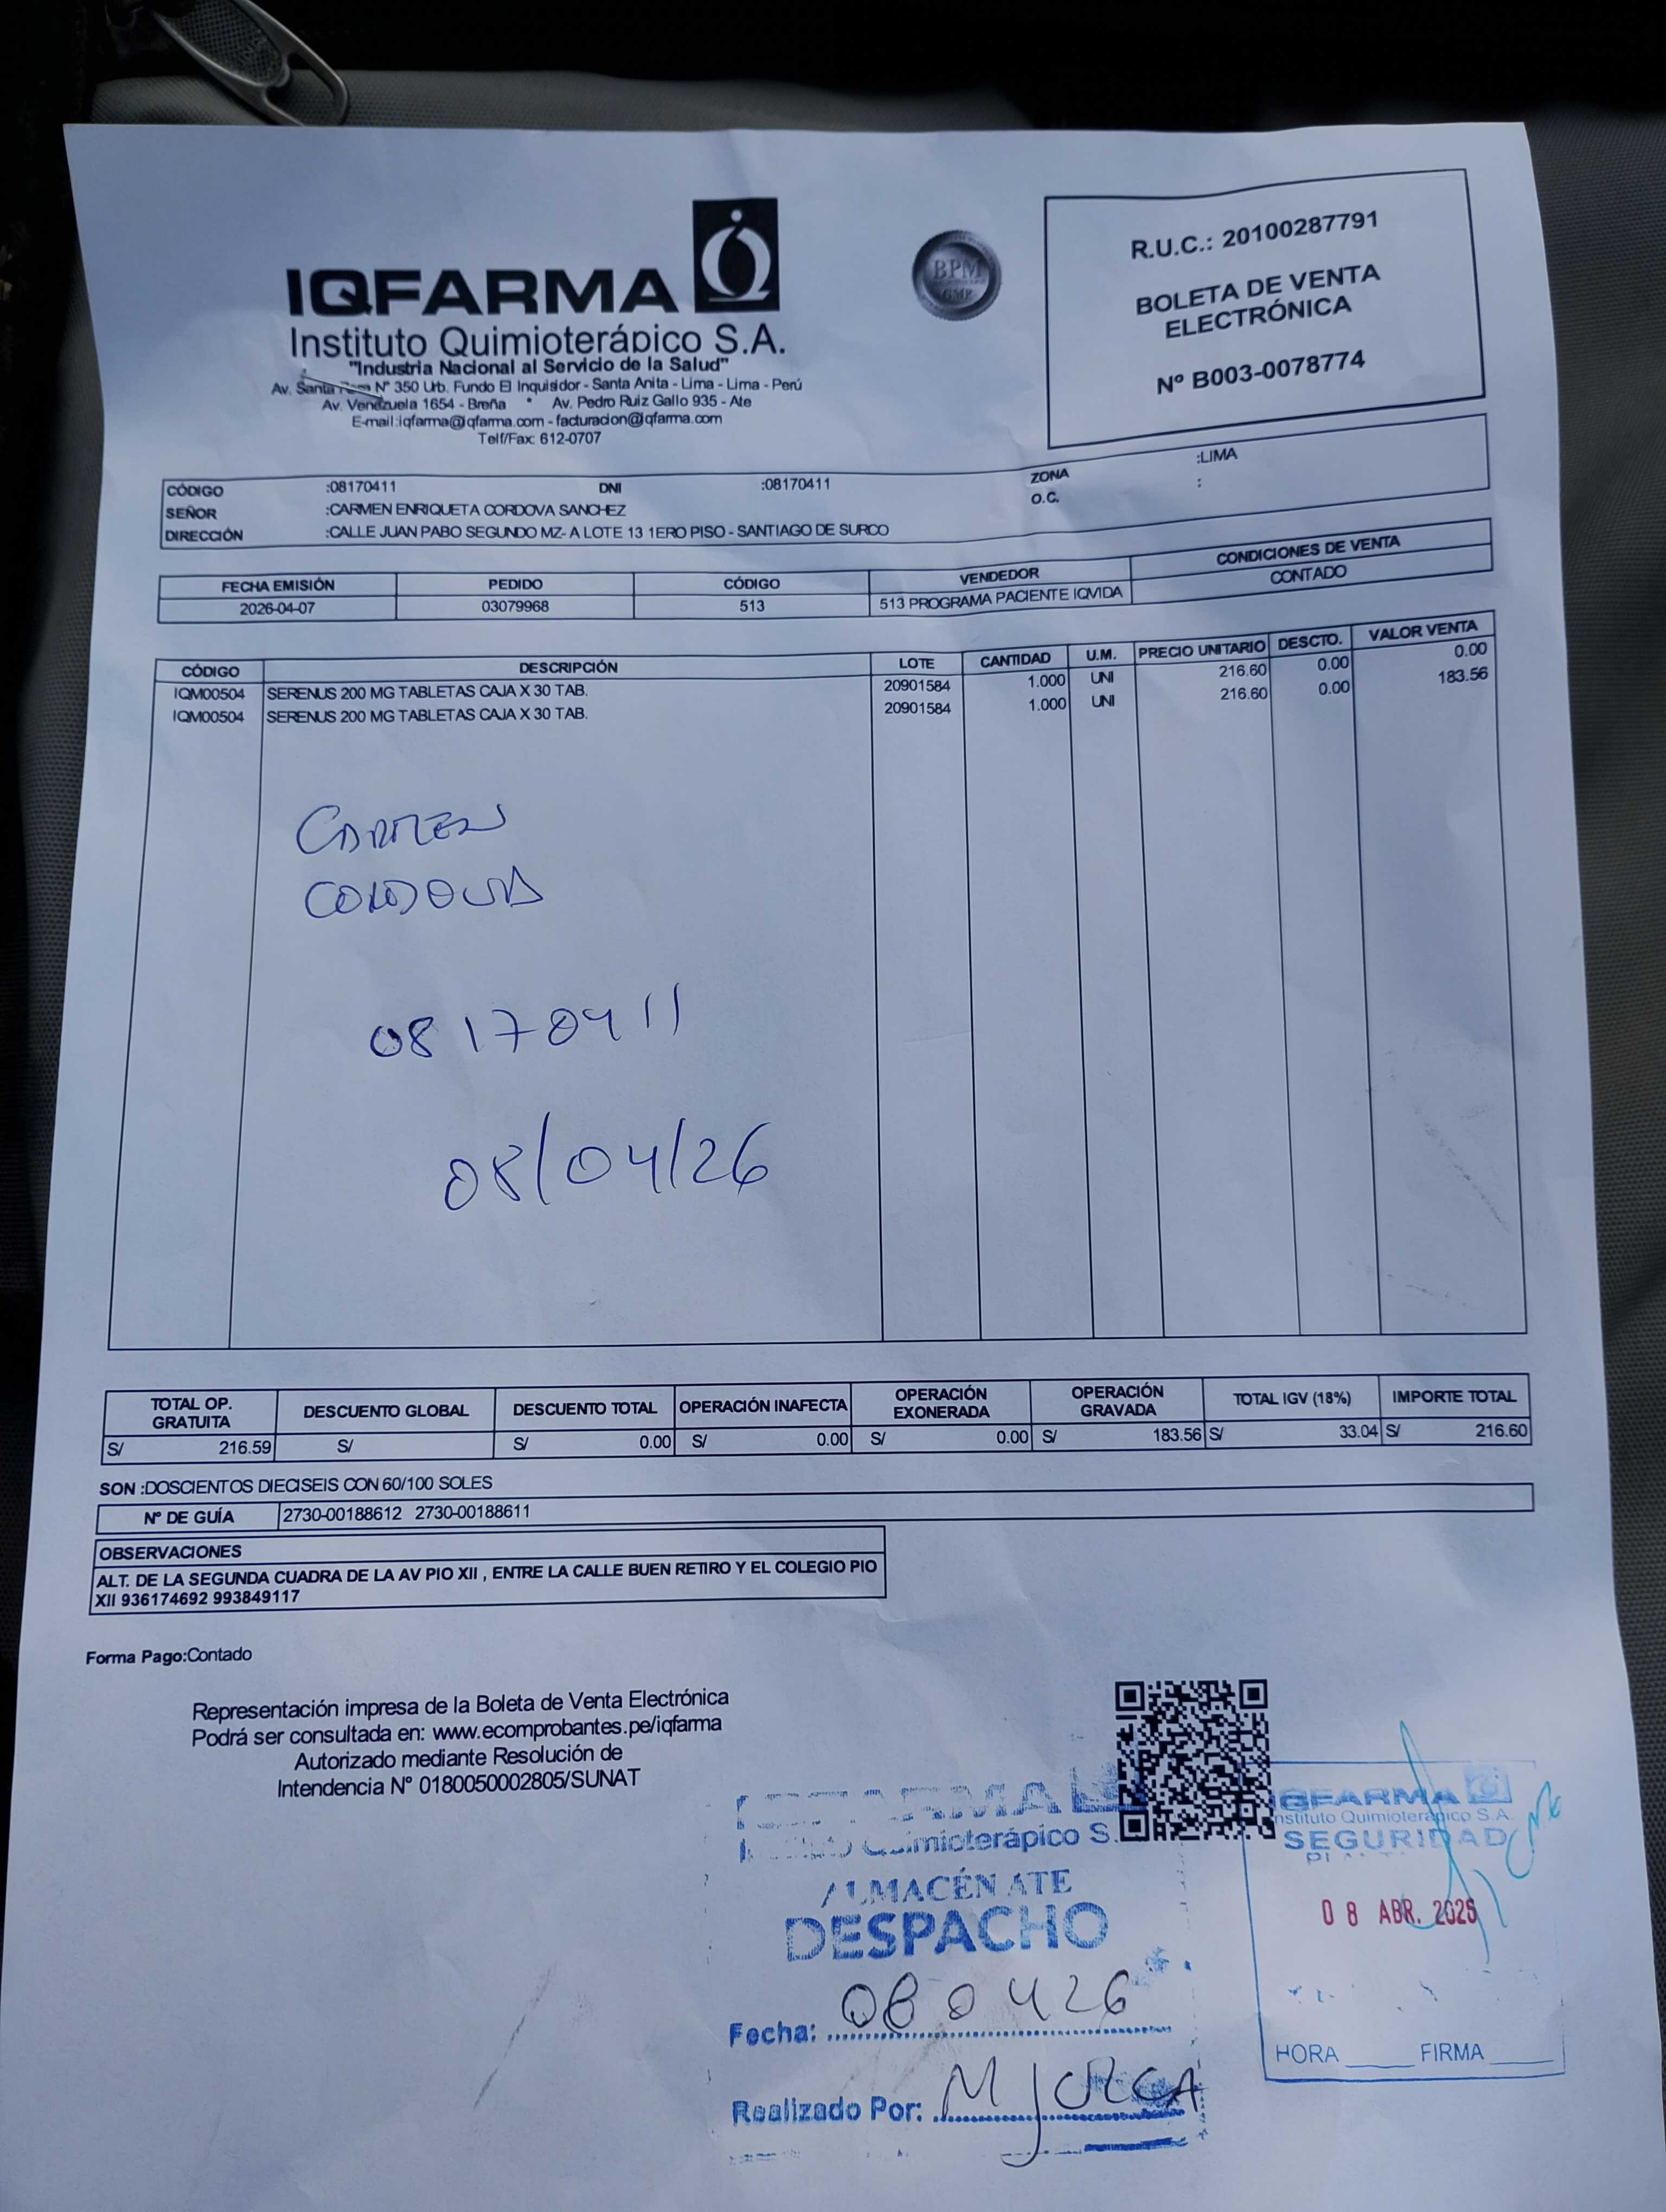 IQFARMA
Instituto Quimioterápico S.A.
"Industria Nacional al Servicio de la Salud"
Av. Santa N° 350 Urb. Fundo El Inquisidor - Santa Anita - Lima - Lima - Perú
Av. Venezuela 1654 - Breña * Av. Pedro Ruiz Gallo 935 - Ate
E-mail:iqfarma@iqfarma.com - facturacion@iqfarma.com
Telf/Fax: 612-0707
BPM
GMP
R.U.C.: 20100287791
BOLETA DE VENTA
ELECTRÓNICA
Nº B003-0078774
CÓDIGO :08170411 DNI :08170411 ZONA :LIMA
SEÑOR :CARMEN ENRIQUETA CORDOVA SANCHEZ O.C. :
DIRECCIÓN :CALLE JUAN PABO SEGUNDO MZ- A LOTE 13 1ERO PISO - SANTIAGO DE SURCO
FECHA EMISIÓN PEDIDO CÓDIGO VENDEDOR CONDICIONES DE VENTA
2026-04-07 03079968 513 513 PROGRAMA PACIENTE IQVIDA CONTADO
CÓDIGO DESCRIPCIÓN LOTE CANTIDAD U.M. PRECIO UNITARIO DESCTO. VALOR VENTA
IQM00504 SERENUS 200 MG TABLETAS CAJA X 30 TAB. 20901584 1.000 UNI 216.60 0.00 0.00
IQM00504 SERENUS 200 MG TABLETAS CAJA X 30 TAB. 20901584 1.000 UNI 216.60 0.00 183.56
CARMEN
CORDOVA
08170411
08/04/26
TOTAL OP. GRATUITA DESCUENTO GLOBAL DESCUENTO TOTAL OPERACIÓN INAFECTA OPERACIÓN EXONERADA OPERACIÓN GRAVADA TOTAL IGV (18%) IMPORTE TOTAL
S/ 216.59 S/ S/ 0.00 S/ 0.00 S/ 0.00 S/ 183.56 S/ 33.04 S/ 216.60
SON :DOSCIENTOS DIECISEIS CON 60/100 SOLES
Nº DE GUÍA 2730-00188612 2730-00188611
OBSERVACIONES
ALT. DE LA SEGUNDA CUADRA DE LA AV PIO XII , ENTRE LA CALLE BUEN RETIRO Y EL COLEGIO PIO
XII 936174692 993849117
Forma Pago:Contado
Representación impresa de la Boleta de Venta Electrónica
Podrá ser consultada en: www.ecomprobantes.pe/iqfarma
Autorizado mediante Resolución de
Intendencia N° 0180050002805/SUNAT
Quimioterápico S.
ALMACÉN ATE
DESPACHO
Fecha: 080426
Realizado Por:
IQFARMA
Instituto Quimioterápico S.A.
SEGURIDAD
08 ABR. 2026
HORA FIRMA